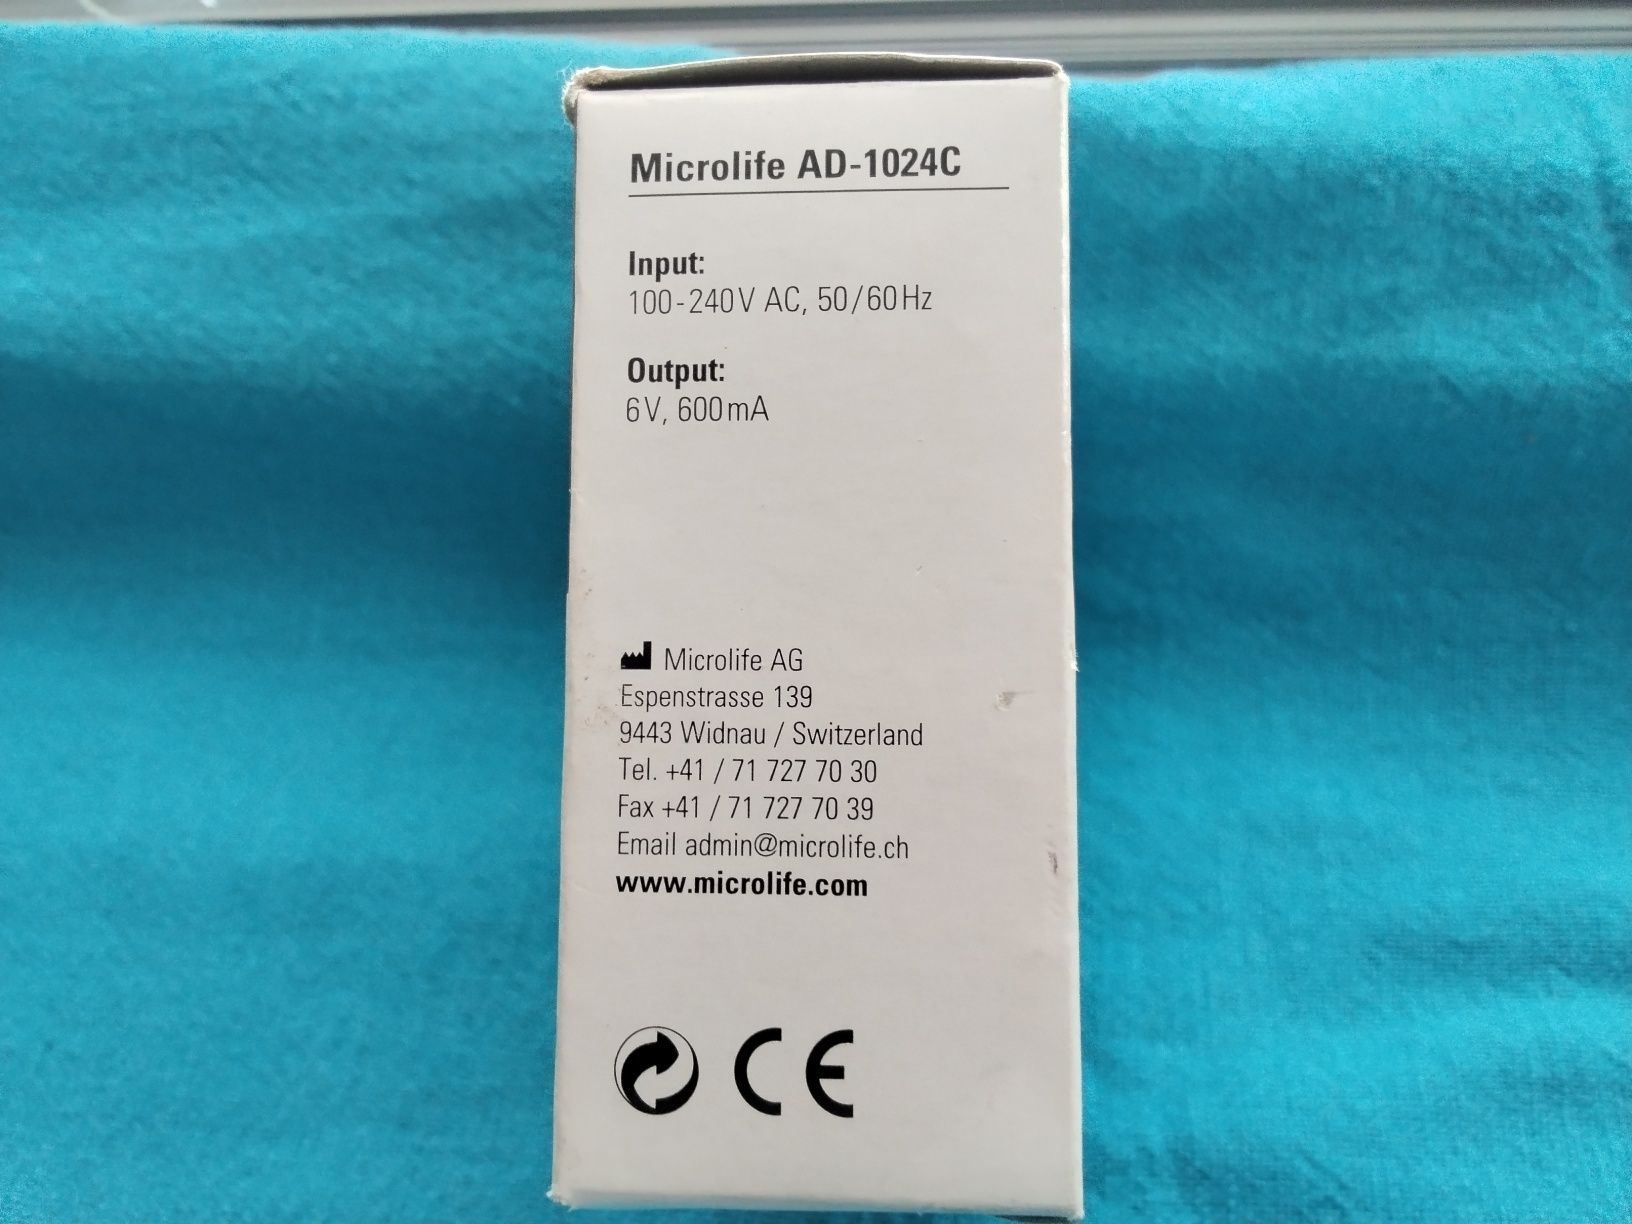 Microlife AD-1024C
Input:
100-240V AC, 50/60Hz
Output:
6V, 600mA
Microlife AG
Espenstrasse 139
9443 Widnau / Switzerland
Tel. +41 / 71 727 70 30
Fax +41 / 71 727 70 39
Email admin@microlife.ch
www.microlife.com
CE